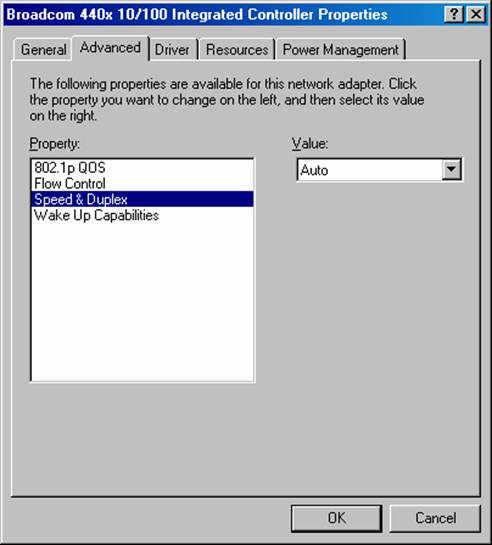 Broadcom 440x 10/100 Integrated Controller Properties
General Advanced Driver Resources Power Management
The following properties are available for this network adapter. Click
the property you want to change on the left, and then select its value
on the right.
Property:
802.1p QOS
Flow Control
Speed & Duplex
Wake Up Capabilities
Value:
Auto
OK Cancel